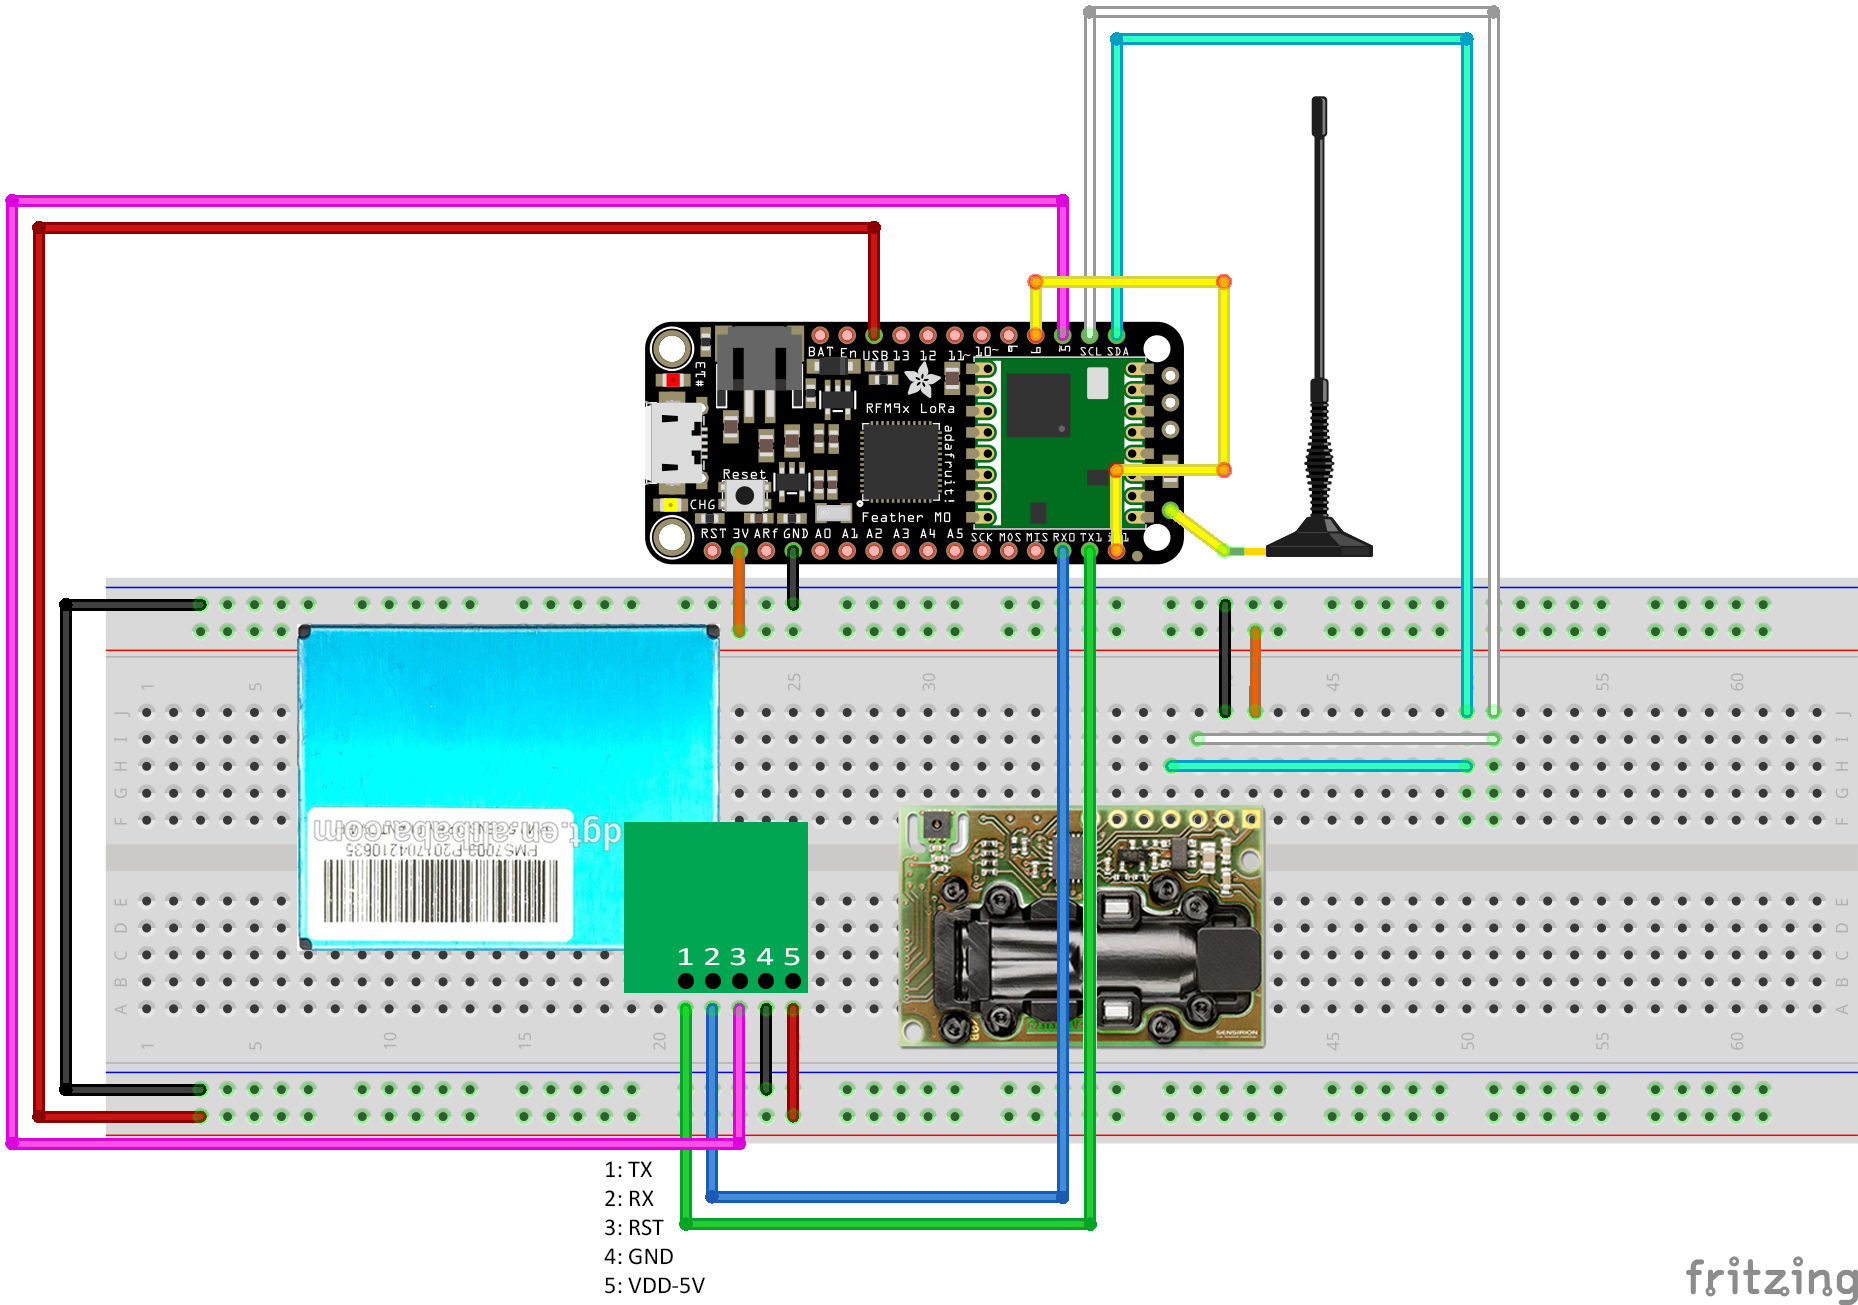 BAT En USB 13 12 11~ 10~ 9 6 5 SCL SDA
ET#13
RFM9x LoRa
adafruit!
Reset
CHG
Feather M0
RST 3V ARf GND A0 A1 A2 A3 A4 A5 SCK MOS MIS RX0 TX1
1 5 25 30 45 55 60
J J
I I
H H
G G
F F
dgt.en.alibaba.com
E E
D D
C C
B B
A A
1 2 3 4 5
SENSIRION
1 5 10 15 20 45 50 55 60
1: TX
2: RX
3: RST
4: GND
5: VDD-5V
fritzing